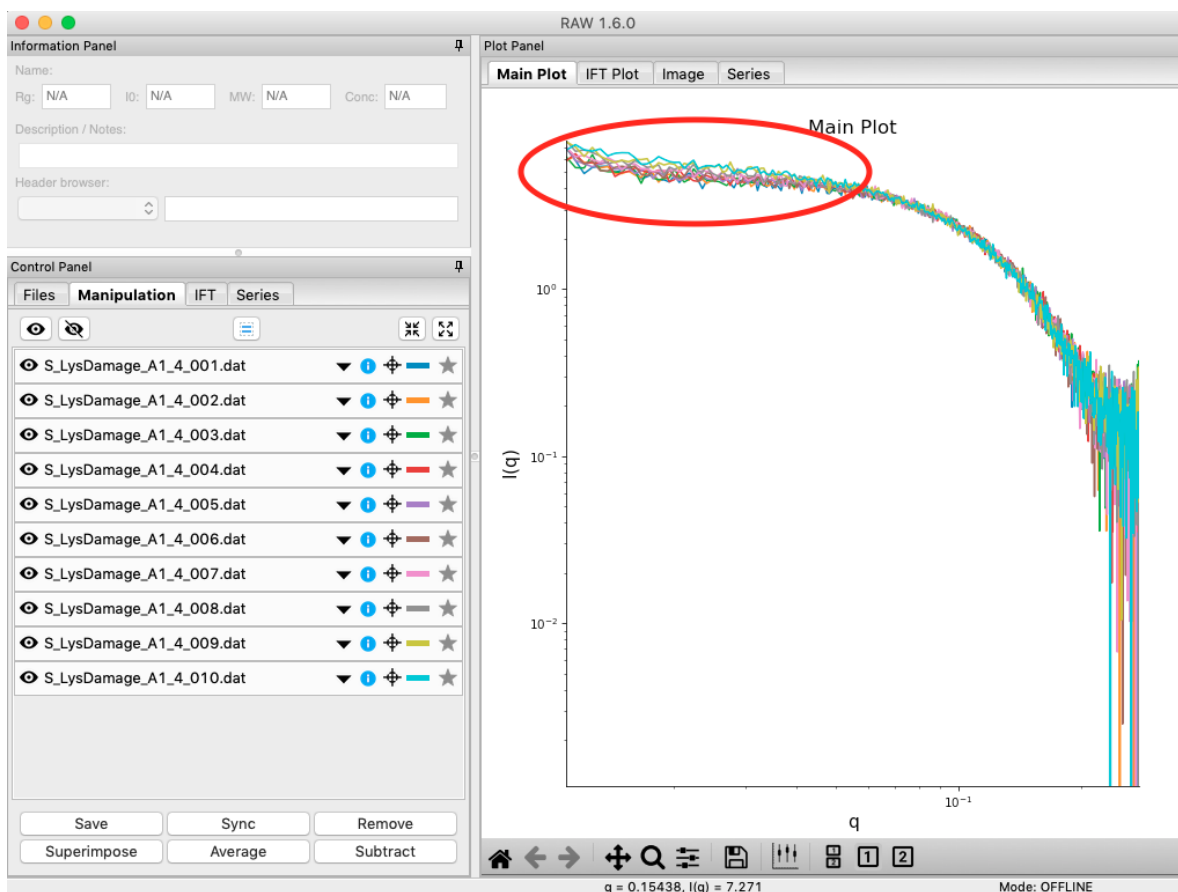 RAW 1.6.0
Information Panel
Name:
Rg: N/A I0: N/A MW: N/A Conc: N/A
Description / Notes:
Header browser:
Control Panel
Files Manipulation IFT Series
S_LysDamage_A1_4_001.dat
S_LysDamage_A1_4_002.dat
S_LysDamage_A1_4_003.dat
S_LysDamage_A1_4_004.dat
S_LysDamage_A1_4_005.dat
S_LysDamage_A1_4_006.dat
S_LysDamage_A1_4_007.dat
S_LysDamage_A1_4_008.dat
S_LysDamage_A1_4_009.dat
S_LysDamage_A1_4_010.dat
Save Sync Remove
Superimpose Average Subtract
Plot Panel
Main Plot IFT Plot Image Series
Main Plot
10⁰
10⁻¹
10⁻²
I(q)
10⁻¹
q
1 2 1 2
q = 0.15438, I(q) = 7.271 Mode: OFFLINE